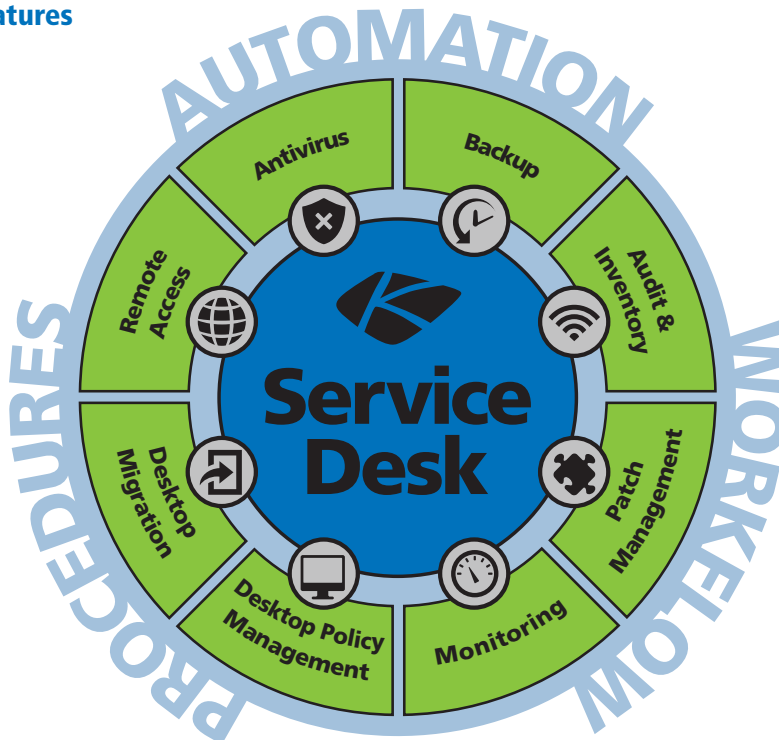 atures
AUTOMATION
WORKFLOW
PROCEDURES
Antivirus
Backup
Audit &
Inventory
Patch
Management
Monitoring
Desktop Policy
Management
Desktop
Migration
Remote
Access
Service
Desk